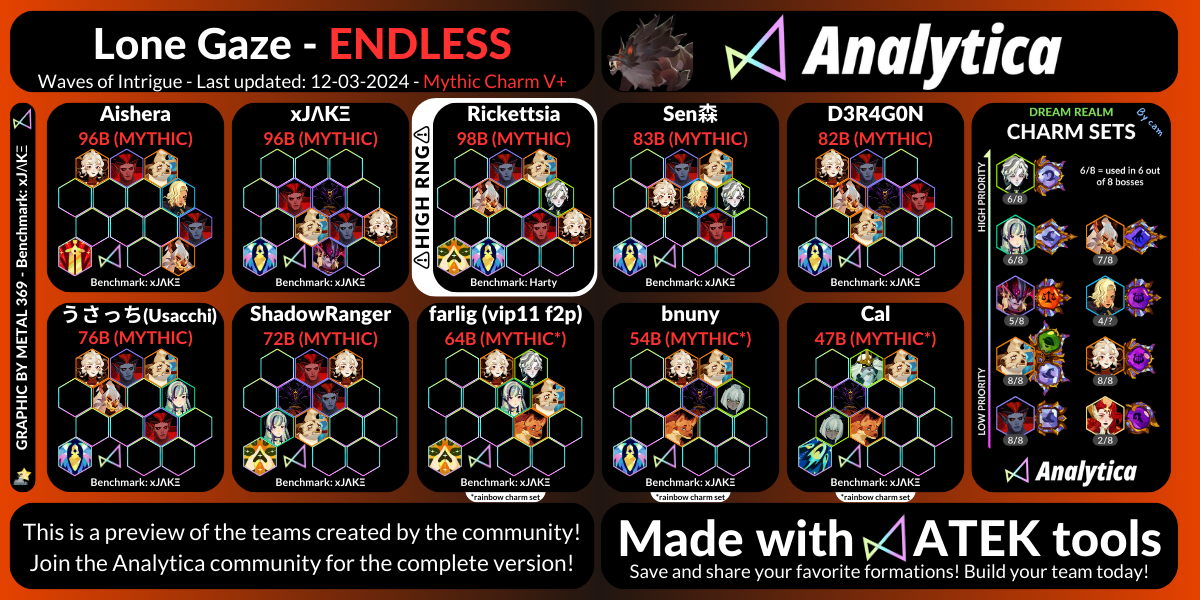 Lone Gaze - ENDLESS
Waves of Intrigue - Last updated: 12-03-2024 - Mythic Charm V+
Analytica
GRAPHIC BY METAL 369 - Benchmark: xJΛKΞ
Aishera
96B (MYTHIC)
Benchmark: xJΛKΞ
xJΛKΞ
96B (MYTHIC)
Benchmark: xJΛKΞ
⚠HIGH RNG⚠
Rickettsia
98B (MYTHIC)
Benchmark: Harty
Sen森
83B (MYTHIC)
Benchmark: xJΛKΞ
D3R4G0N
82B (MYTHIC)
Benchmark: xJΛKΞ
うさっち(Usacchi)
76B (MYTHIC)
Benchmark: xJΛKΞ
ShadowRanger
72B (MYTHIC)
Benchmark: xJΛKΞ
farlig (vip11 f2p)
64B (MYTHIC*)
Benchmark: xJΛKΞ
*rainbow charm set
bnuny
54B (MYTHIC*)
Benchmark: xJΛKΞ
*rainbow charm set
Cal
47B (MYTHIC*)
Benchmark: xJΛKΞ
*rainbow charm set
DREAM REALM
CHARM SETS
By cam
HIGH PRIORITY
LOW PRIORITY
6/8 = used in 6 out
of 8 bosses
6/8
6/8
7/8
5/8
4/?
8/8
8/8
8/8
2/8
Analytica
This is a preview of the teams created by the community!
Join the Analytica community for the complete version!
Made with ATEK tools
Save and share your favorite formations! Build your team today!